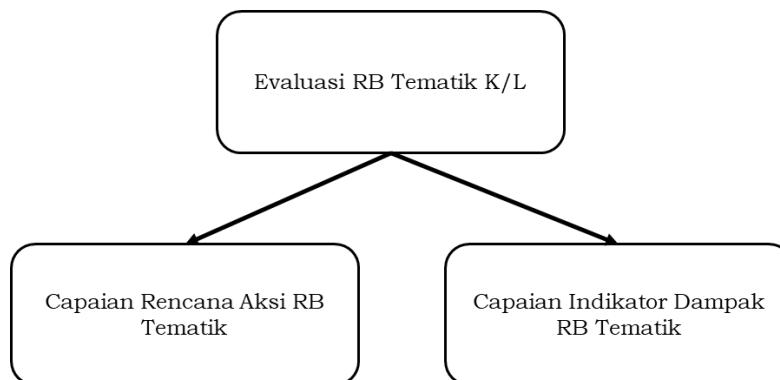 Evaluasi RB Tematik K/L
Capaian Rencana Aksi RB
Tematik
Capaian Indikator Dampak
RB Tematik